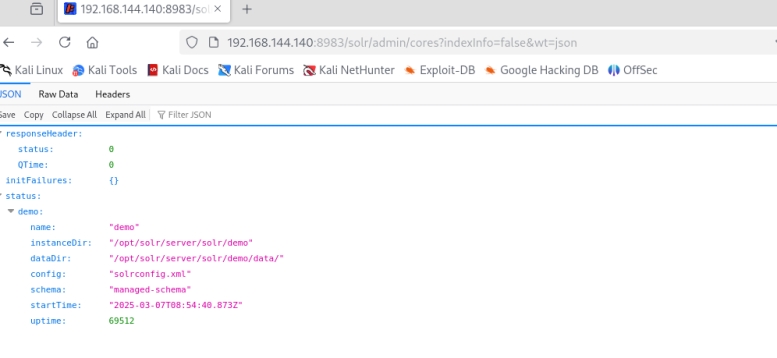 192.168.144.140:8983/sol
192.168.144.140:8983/solr/admin/cores?indexInfo=false&wt=json
Kali Linux Kali Tools Kali Docs Kali Forums Kali NetHunter Exploit-DB Google Hacking DB OffSec
JSON Raw Data Headers
Save Copy Collapse All Expand All Filter JSON
responseHeader:
status: 0
QTime: 0
initFailures: {}
status:
demo:
name: "demo"
instanceDir: "/opt/solr/server/solr/demo"
dataDir: "/opt/solr/server/solr/demo/data/"
config: "solrconfig.xml"
schema: "managed-schema"
startTime: "2025-03-07T08:54:40.873Z"
uptime: 69512